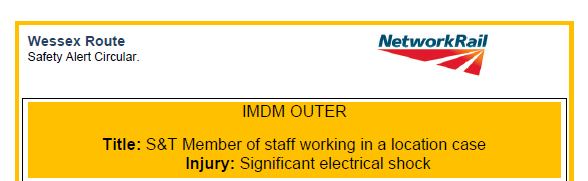 Wessex Route
Safety Alert Circular.
NetworkRail
IMDM OUTER
Title: S&T Member of staff working in a location case
Injury: Significant electrical shock